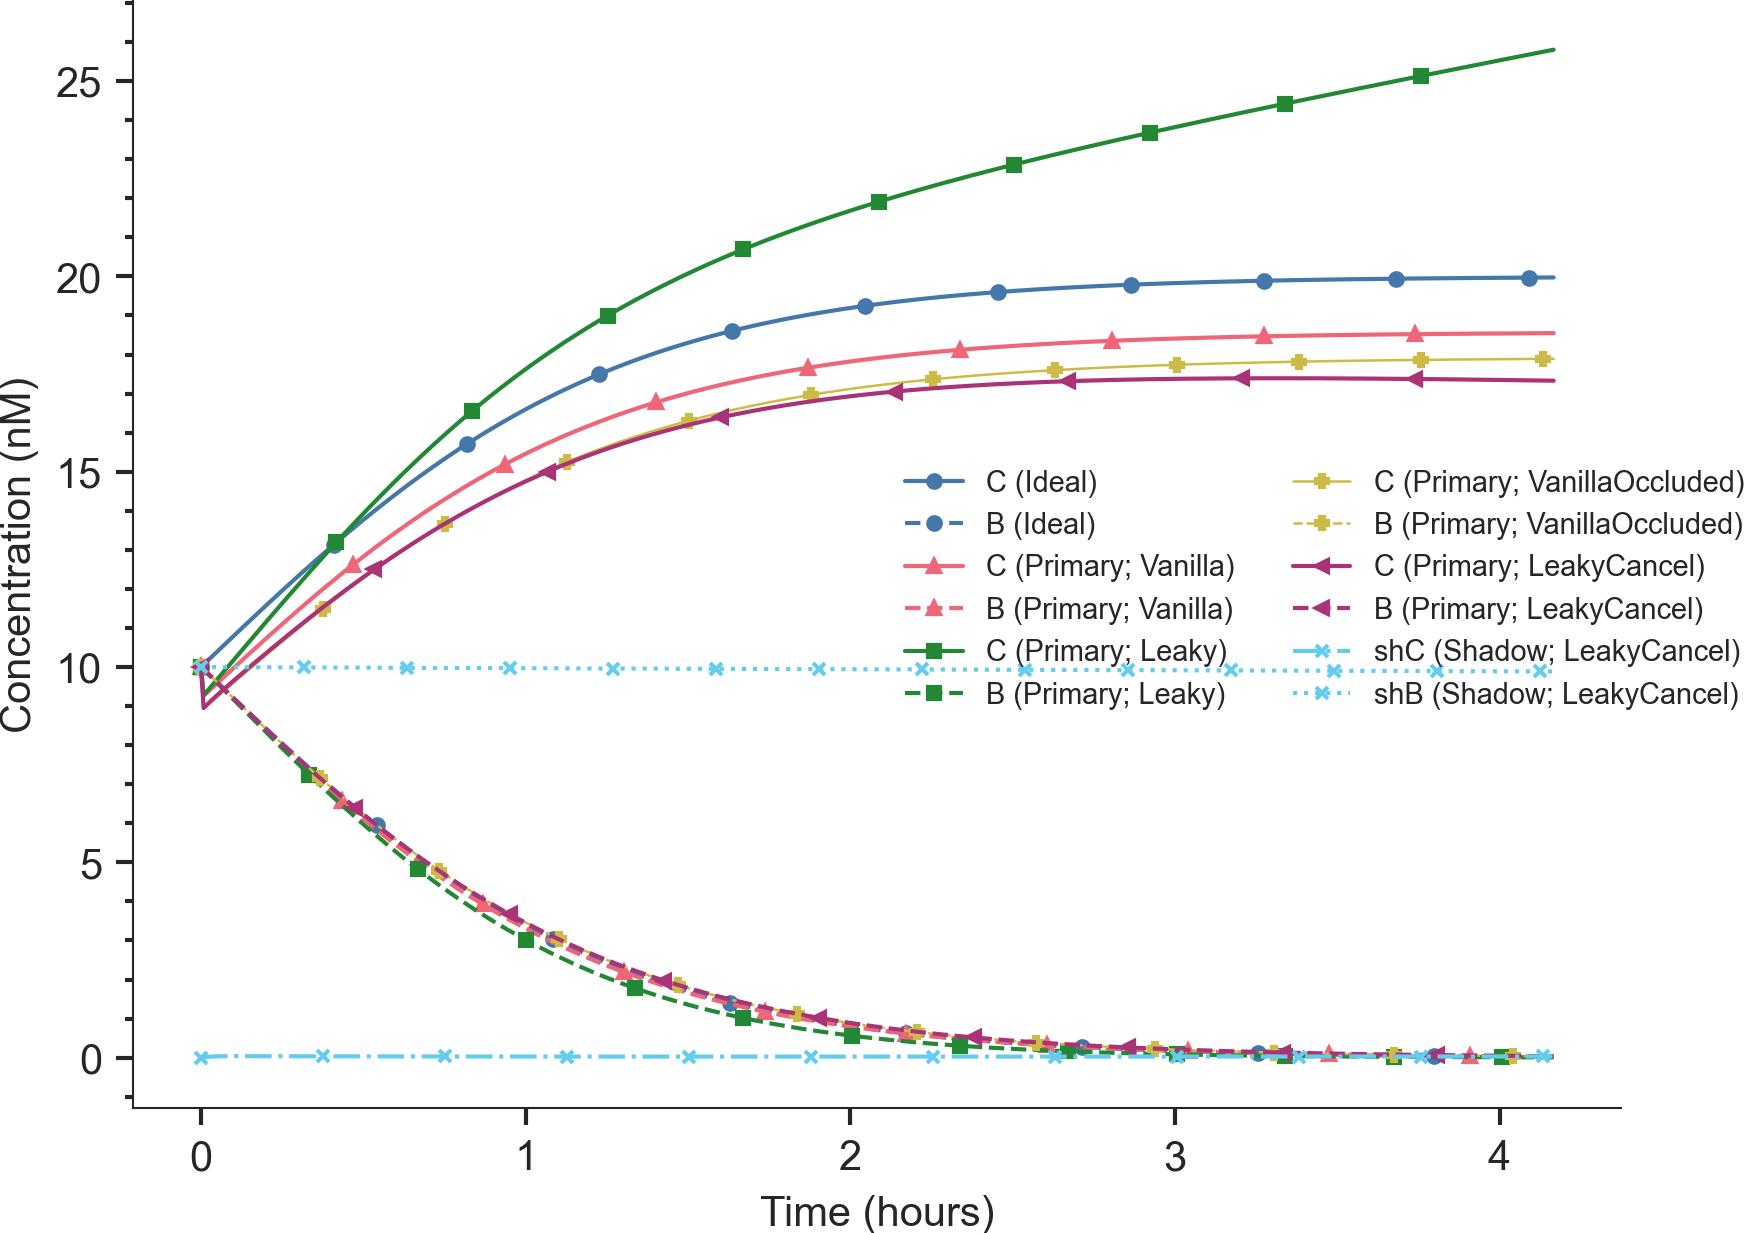 25
20
15
10
5
0
Concentration (nM)
C (Ideal)
B (Ideal)
C (Primary; Vanilla)
B (Primary; Vanilla)
C (Primary; Leaky)
B (Primary; Leaky)
C (Primary; VanillaOccluded)
B (Primary; VanillaOccluded)
C (Primary; LeakyCancel)
B (Primary; LeakyCancel)
shC (Shadow; LeakyCancel)
shB (Shadow; LeakyCancel)
0 1 2 3 4
Time (hours)